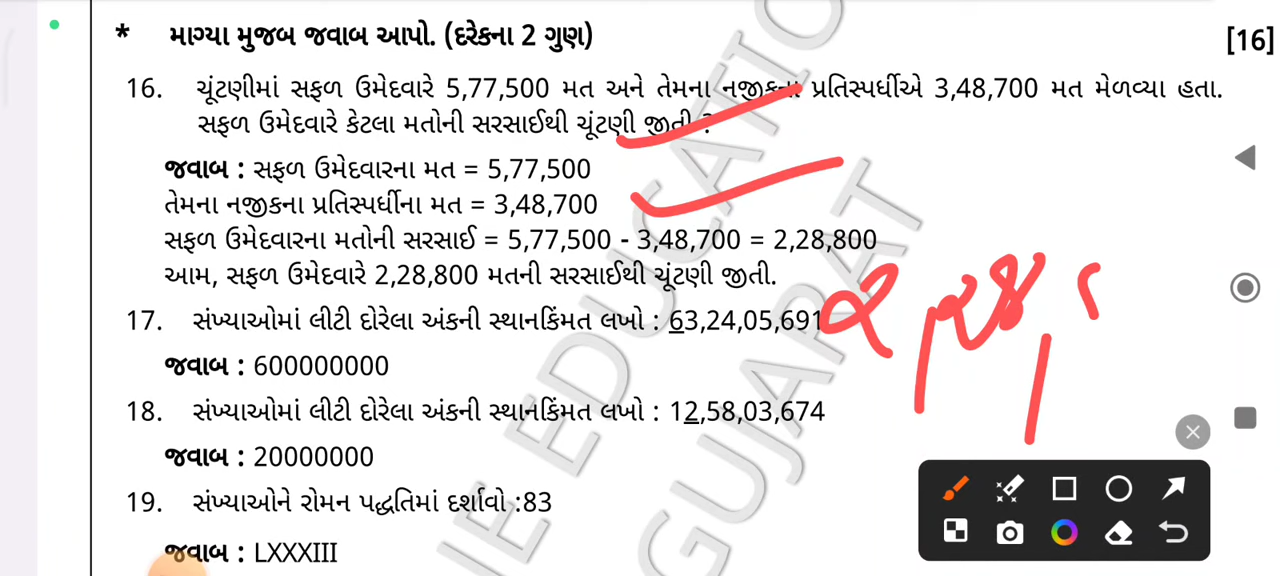 * માગ્યા મુજબ જવાબ આપો. (દરેકના 2 ગુણ) [16]
16. ચૂંટણીમાં સફળ ઉમેદવારે 5,77,500 મત અને તેમના નજીકના પ્રતિસ્પર્ધીએ 3,48,700 મત મેળવ્યા હતા.
સફળ ઉમેદવારે કેટલા મતોની સરસાઈથી ચૂંટણી જીતી ?
જવાબ : સફળ ઉમેદવારના મત = 5,77,500
તેમના નજીકના પ્રતિસ્પર્ધીના મત = 3,48,700
સફળ ઉમેદવારના મતોની સરસાઈ = 5,77,500 - 3,48,700 = 2,28,800
આમ, સફળ ઉમેદવારે 2,28,800 મતની સરસાઈથી ચૂંટણી જીતી.
17. સંખ્યાઓમાં લીટી દોરેલા અંકની સ્થાનકિંમત લખો : 63,24,05,691
જવાબ : 600000000
18. સંખ્યાઓમાં લીટી દોરેલા અંકની સ્થાનકિંમત લખો : 12,58,03,674
જવાબ : 20000000
19. સંખ્યાઓને રોમન પદ્ધતિમાં દર્શાવો :83
જવાબ : LXXXIII
GUJARAT